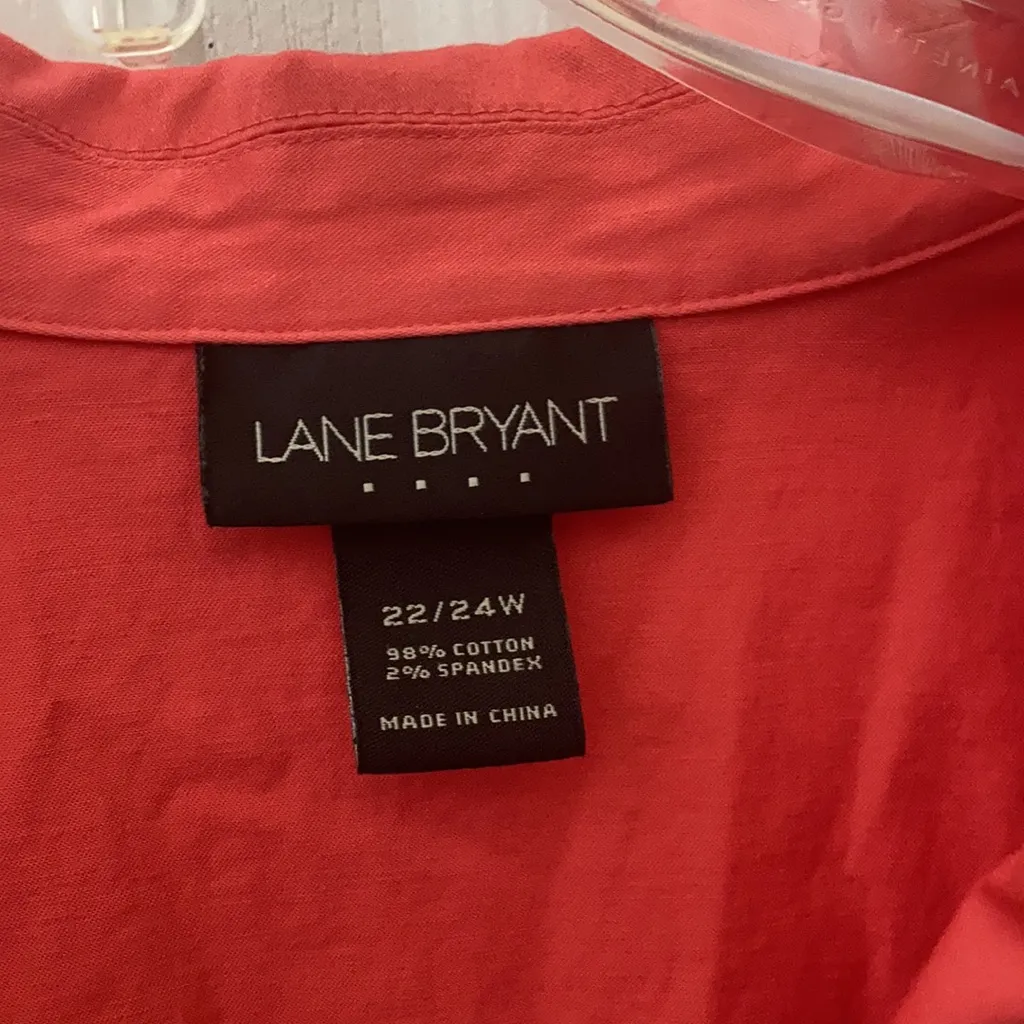 LANE BRYANT
22/24W
98% COTTON
2% SPANDEX
MADE IN CHINA